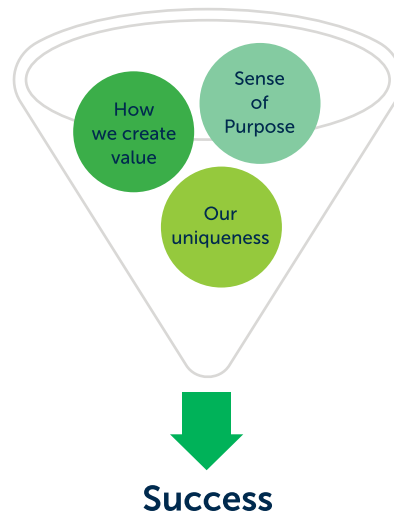 How
we create
value
Sense
of
Purpose
Our
uniqueness
Success